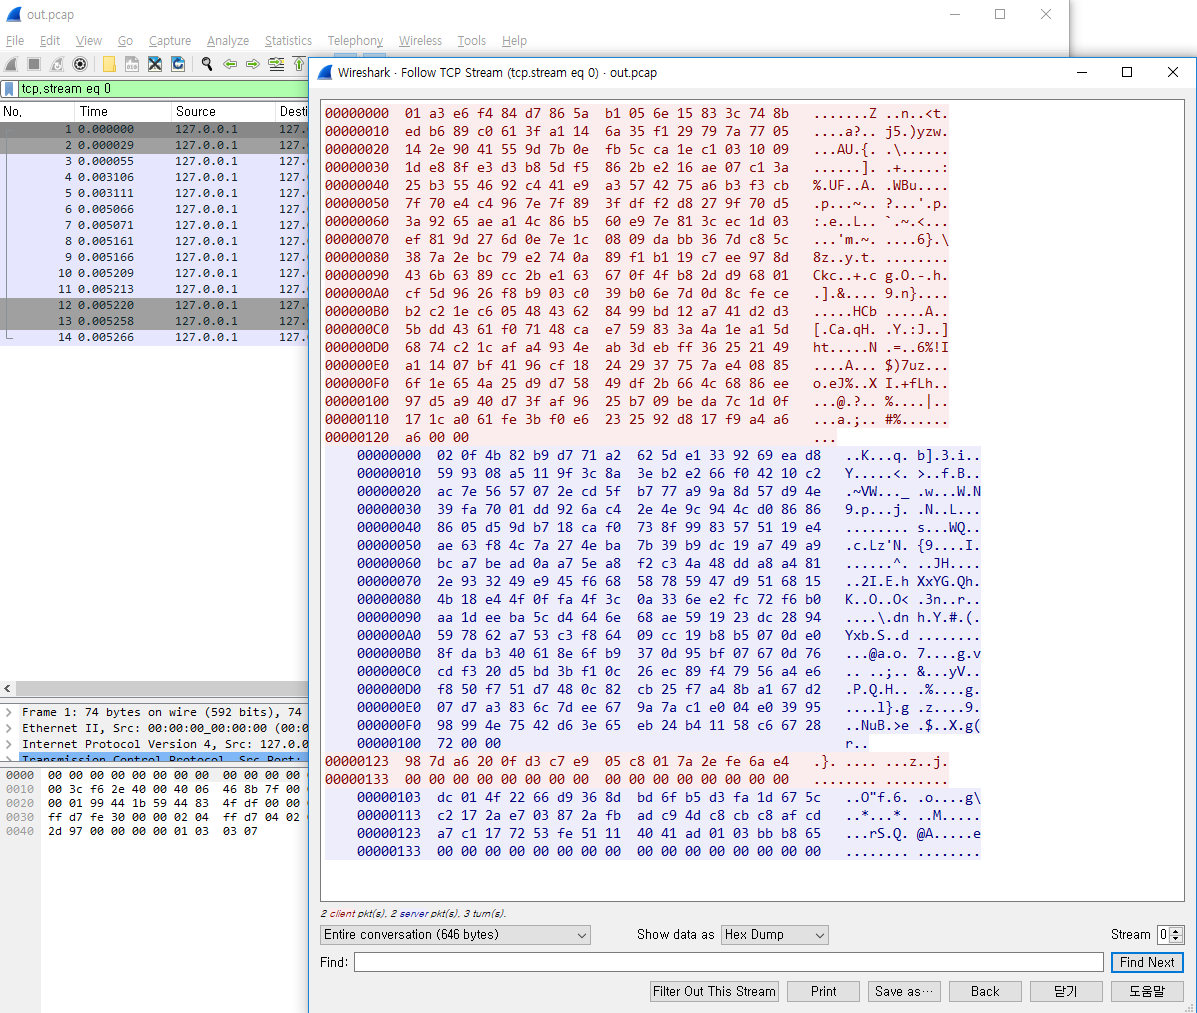 out.pcap
File Edit View Go Capture Analyze Statistics Telephony Wireless Tools Help
tcp.stream eq 0
No. Time Source Desti
1 0.000000 127.0.0.1 127.
2 0.000029 127.0.0.1 127.
3 0.000055 127.0.0.1 127.
4 0.003106 127.0.0.1 127.
5 0.003111 127.0.0.1 127.
6 0.005066 127.0.0.1 127.
7 0.005071 127.0.0.1 127.
8 0.005161 127.0.0.1 127.
9 0.005166 127.0.0.1 127.
10 0.005209 127.0.0.1 127.
11 0.005213 127.0.0.1 127.
12 0.005220 127.0.0.1 127.
13 0.005258 127.0.0.1 127.
14 0.005266 127.0.0.1 127.
Frame 1: 74 bytes on wire (592 bits), 74
Ethernet II, Src: 00:00:00_00:00:00 (00:0
Internet Protocol Version 4, Src: 127.0.0
Transmission Control Protocol, Src Port:
0000 00 00 00 00 00 00 00 00 00 00 00 00
0010 00 3c f6 2e 40 00 40 06 46 8b 7f 00
0020 00 01 99 44 1b 59 44 83 4f df 00 00
0030 ff d7 fe 30 00 00 02 04 ff d7 04 02
0040 2d 97 00 00 00 00 01 03 03 07
Wireshark · Follow TCP Stream (tcp.stream eq 0) · out.pcap
00000000 01 a3 e6 f4 84 d7 86 5a b1 05 6e 15 83 3c 74 8b .......Z ..n..<t.
00000010 ed b6 89 c0 61 3f a1 14 6a 35 f1 29 79 7a 77 05 ....a?.. j5.)yzw.
00000020 14 2e 90 41 55 9d 7b 0e fb 5c ca 1e c1 03 10 09 ...AU.{. .\......
00000030 1d e8 8f e3 d3 b8 5d f5 86 2b e2 16 ae 07 c1 3a ......]. .+.....:
00000040 25 b3 55 46 92 c4 41 e9 a3 57 42 75 a6 b3 f3 cb %.UF..A. .WBu....
00000050 7f 70 e4 c4 96 7e 7f 89 3f df f2 d8 27 9f 70 d5 .p...~.. ?...'.p.
00000060 3a 92 65 ae a1 4c 86 b5 60 e9 7e 81 3c ec 1d 03 :.e..L.. `.~.<...
00000070 ef 81 9d 27 6d 0e 7e 1c 08 09 da bb 36 7d c8 5c ...'m.~. ....6}.\
00000080 38 7a 2e bc 79 e2 74 0a 89 f1 b1 19 c7 ee 97 8d 8z..y.t. ........
00000090 43 6b 63 89 cc 2b e1 63 67 0f 4f b8 2d d9 68 01 Ckc..+.c g.O.-.h.
000000A0 cf 5d 96 26 f8 b9 03 c0 39 b0 6e 7d 0d 8c fe ce .].&.... 9.n}....
000000B0 b2 c2 1e c6 05 48 43 62 84 99 bd 12 a7 41 d2 d3 .....HCb .....A..
000000C0 5b dd 43 61 f0 71 48 ca e7 59 83 3a 4a 1e a1 5d [.Ca.qH. .Y.:J..]
000000D0 68 74 c2 1c af a4 93 4e ab 3d eb ff 36 25 21 49 ht.....N .=..6%!I
000000E0 a1 14 07 bf 41 96 cf 18 24 29 37 75 7a e4 08 85 ....A... $)7uz...
000000F0 6f 1e 65 4a 25 d9 d7 58 49 df 2b 66 4c 68 86 ee o.eJ%..X I.+fLh..
00000100 97 d5 a9 40 d7 3f af 96 25 b7 09 be da 7c 1d 0f ...@.?.. %....|..
00000110 17 1c a0 61 fe 3b f0 e6 23 25 92 d8 17 f9 a4 a6 ...a.;.. #%......
00000120 a6 00 00 ...
00000000 02 0f 4b 82 b9 d7 71 a2 62 5d e1 33 92 69 ea d8 ..K...q. b].3.i..
00000010 59 93 08 a5 11 9f 3c 8a 3e b2 e2 66 f0 42 10 c2 Y.....<. >..f.B..
00000020 ac 7e 56 57 07 2e cd 5f b7 77 a9 9a 8d 57 d9 4e .~VW..._ .w...W.N
00000030 39 fa 70 01 dd 92 6a c4 2e 4e 9c 94 4c d0 86 86 9.p...j. .N..L...
00000040 86 05 d5 9d b7 18 ca f0 73 8f 99 83 57 51 19 e4 ........ s...WQ..
00000050 ae 63 f8 4c 7a 27 4e ba 7b 39 b9 dc 19 a7 49 a9 .c.Lz'N. {9....I.
00000060 bc a7 be ad 0a a7 5e a8 f2 c3 4a 48 dd a8 a4 81 ......^. ..JH....
00000070 2e 93 32 49 e9 45 f6 68 58 78 59 47 d9 51 68 15 ..2I.E.h XxYG.Qh.
00000080 4b 18 e4 4f 0f fa 4f 3c 0a 33 6e e2 fc 72 f6 b0 K..O..O< .3n..r..
00000090 aa 1d ee ba 5c d4 64 6e 68 ae 59 19 23 dc 28 94 ....\.dn h.Y.#.(.
000000A0 59 78 62 a7 53 c3 f8 64 09 cc 19 b8 b5 07 0d e0 Yxb.S..d ........
000000B0 8f da b3 40 61 8e 6f b9 37 0d 95 bf 07 67 0d 76 ...@a.o. 7....g.v
000000C0 cd f3 20 d5 bd 3b f1 0c 26 ec 89 f4 79 56 a4 e6 .. ..;.. &...yV..
000000D0 f8 50 f7 51 d7 48 0c 82 cb 25 f7 a4 8b a1 67 d2 .P.Q.H.. .%....g.
000000E0 07 d7 a3 83 6c 7d ee 67 9a 7a c1 e0 04 e0 39 95 ....l}.g .z....9.
000000F0 98 99 4e 75 42 d6 3e 65 eb 24 b4 11 58 c6 67 28 ..NuB.>e .$..X.g(
00000100 72 00 00 r..
00000123 98 7d a6 20 0f d3 c7 e9 05 c8 01 7a 2e fe 6a e4 .}. .... ...z..j.
00000133 00 00 00 00 00 00 00 00 00 00 00 00 00 00 00 ........ .......
00000103 dc 01 4f 22 66 d9 36 8d bd 6f b5 d3 fa 1d 67 5c ..O"f.6. .o....g\
00000113 c2 17 2a e7 03 87 2a fb ad c9 4d c8 cb c8 af cd ..*...*. ..M.....
00000123 a7 c1 17 72 53 fe 51 11 40 41 ad 01 03 bb b8 65 ...rS.Q. @A.....e
00000133 00 00 00 00 00 00 00 00 00 00 00 00 00 00 00 00 ........ ........
2 client pkt(s), 2 server pkt(s), 3 turn(s).
Entire conversation (646 bytes) Show data as Hex Dump Stream 0
Find: Find Next
Filter Out This Stream Print Save as… Back 닫기 도움말